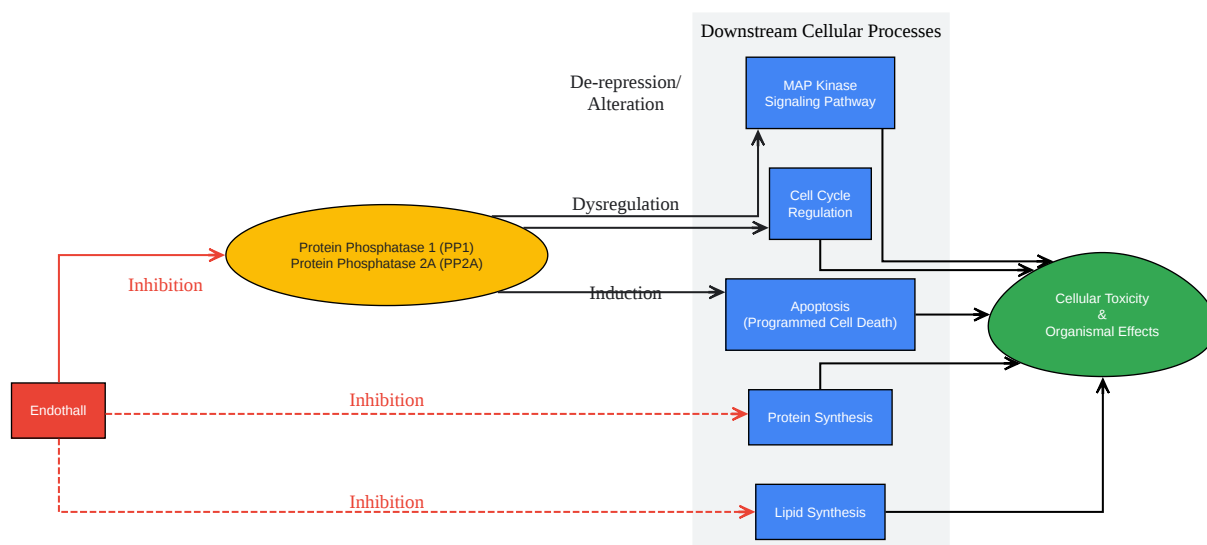 Downstream Cellular Processes
De-repression/
Alteration
MAP Kinase
Signaling Pathway
Dysregulation
Cell Cycle
Regulation
Protein Phosphatase 1 (PP1)
Protein Phosphatase 2A (PP2A)
Inhibition
Induction
Apoptosis
(Programmed Cell Death)
Cellular Toxicity
&
Organismal Effects
Endothall
Inhibition
Protein Synthesis
Inhibition
Lipid Synthesis